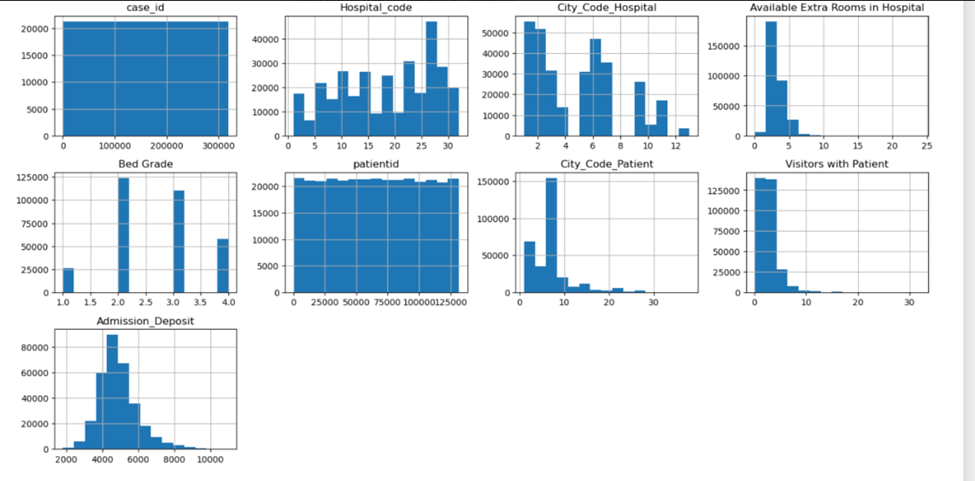 case_id
20000
15000
10000
5000
0
0 100000 200000 300000
Hospital_code
40000
30000
20000
10000
0
0 5 10 15 20 25 30
City_Code_Hospital
50000
40000
30000
20000
10000
0
2 4 6 8 10 12
Available Extra Rooms in Hospital
150000
100000
50000
0
0 5 10 15 20 25
Bed Grade
125000
100000
75000
50000
25000
0
1.0 1.5 2.0 2.5 3.0 3.5 4.0
patientid
20000
15000
10000
5000
0
0 25000 50000 75000 100000125000
City_Code_Patient
150000
100000
50000
0
0 10 20 30
Visitors with Patient
125000
100000
75000
50000
25000
0
0 10 20 30
Admission_Deposit
80000
60000
40000
20000
0
2000 4000 6000 8000 10000